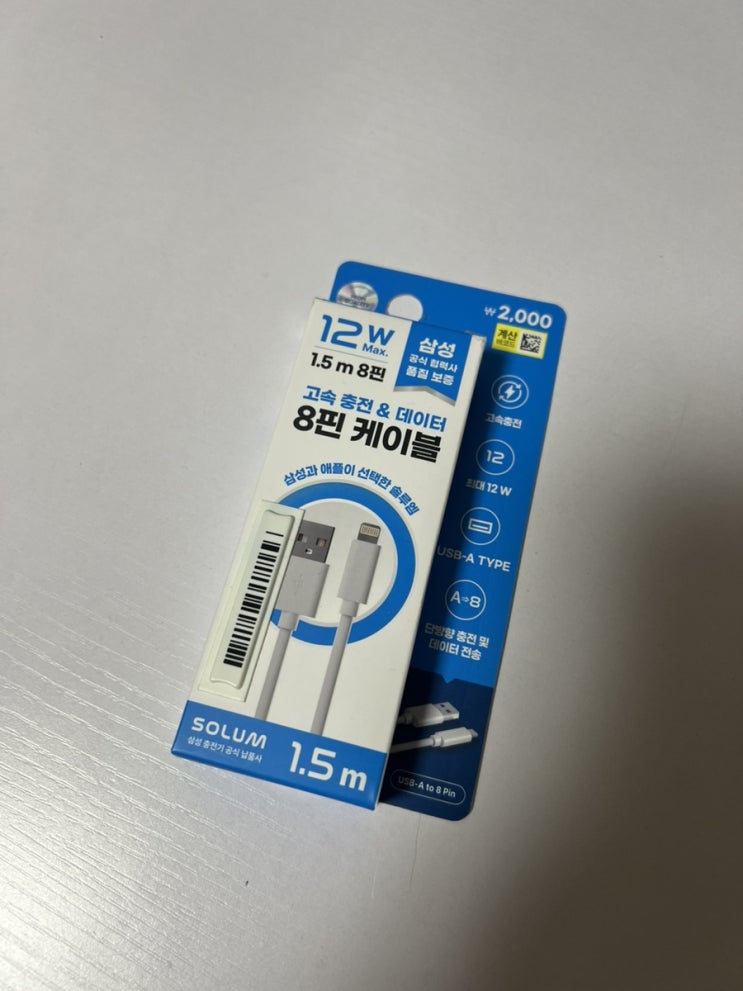 ₩2,000
계산
바코드
12W
Max.
1.5 m 8핀
삼성
공식 협력사
품질 보증
고속 충전 & 데이터
8핀 케이블
삼성과 애플이 선택한 솔루엠
SOLUM
삼성 충전기 공식 납품사
1.5 m
고속충전
12
최대 12 W
USB-A TYPE
A⇒8
단방향 충전 및
데이터 전송
USB-A to 8 Pin